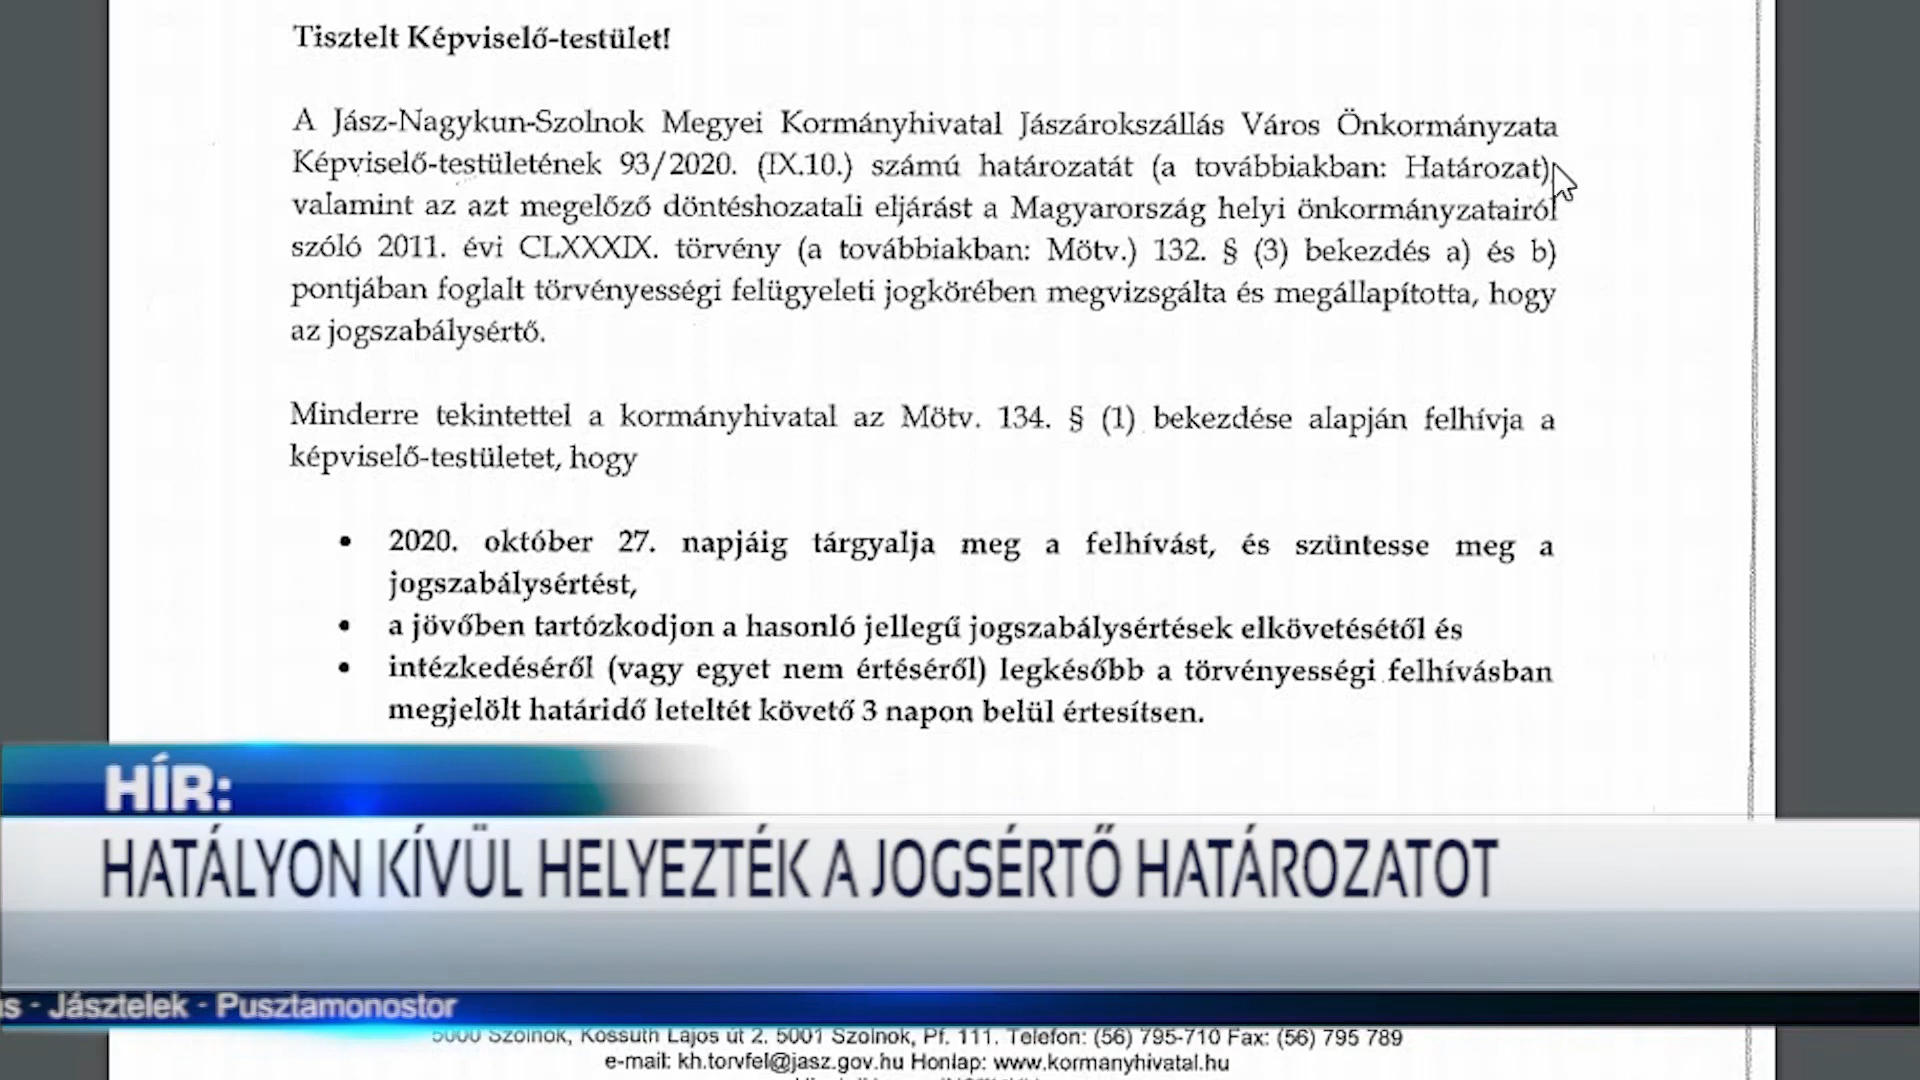 Tisztelt Képviselő-testület!
A Jász-Nagykun-Szolnok Megyei Kormányhivatal Jászárokszállás Város Önkormányzata
Képviselő-testületének 93/2020. (IX.10.) számú határozatát (a továbbiakban: Határozat),
valamint az azt megelőző döntéshozatali eljárást a Magyarország helyi önkormányzatairól
szóló 2011. évi CLXXXIX. törvény (a továbbiakban: Mötv.) 132. § (3) bekezdés a) és b)
pontjában foglalt törvényességi felügyeleti jogkörében megvizsgálta és megállapította, hogy
az jogszabálysértő.
Minderre tekintettel a kormányhivatal az Mötv. 134. § (1) bekezdése alapján felhívja a
képviselő-testületet, hogy
• 2020. október 27. napjáig tárgyalja meg a felhívást, és szüntesse meg a
jogszabálysértést,
• a jövőben tartózkodjon a hasonló jellegű jogszabálysértések elkövetésétől és
• intézkedéséről (vagy egyet nem értéséről) legkésőbb a törvényességi felhívásban
megjelölt határidő leteltét követő 3 napon belül értesítsen.
HÍR:
HATÁLYON KÍVÜL HELYEZTÉK A JOGSÉRTŐ HATÁROZATOT
s - Jásztelek - Pusztamonostor
5000 Szolnok, Kossuth Lajos út 2. 5001 Szolnok, Pf. 111. Telefon: (56) 795-710 Fax: (56) 795 789
e-mail: kh.torvfel@jasz.gov.hu Honlap: www.kormanyhivatal.hu